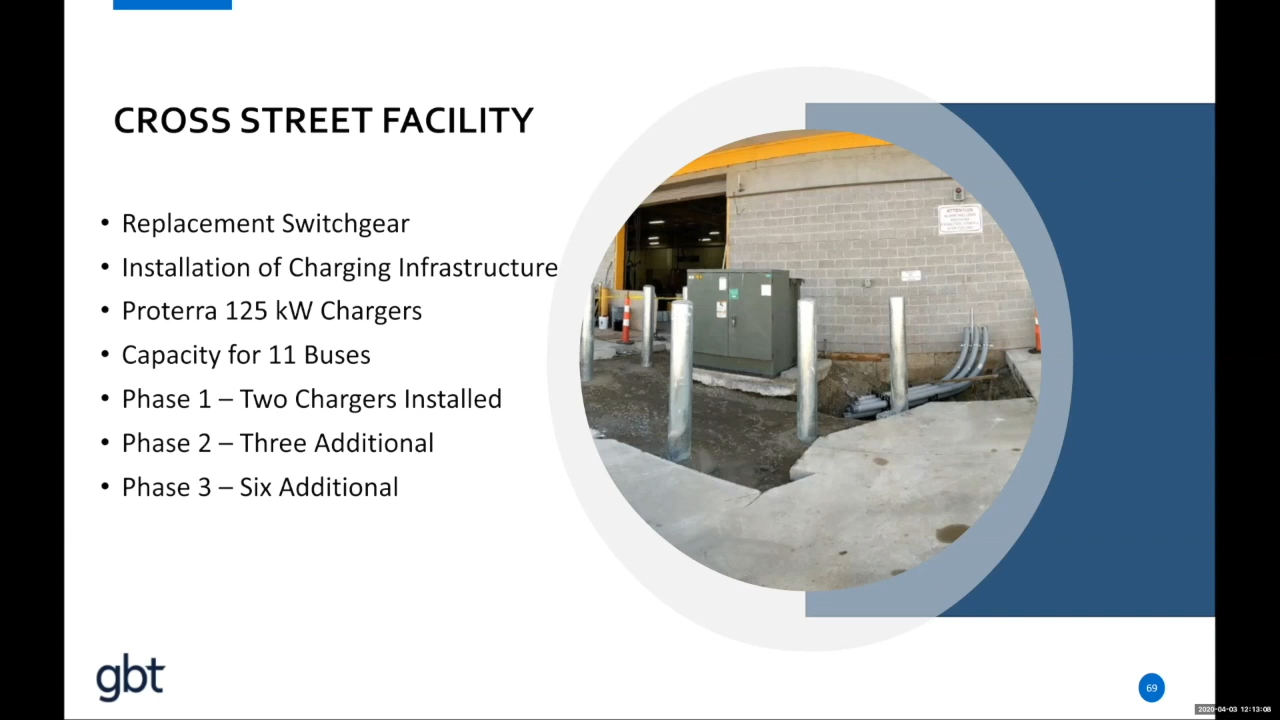 CROSS STREET FACILITY
• Replacement Switchgear
• Installation of Charging Infrastructure
• Proterra 125 kW Chargers
• Capacity for 11 Buses
• Phase 1 – Two Chargers Installed
• Phase 2 – Three Additional
• Phase 3 – Six Additional
ATTENTION
gbt
69
2020-04-03 12:13:08